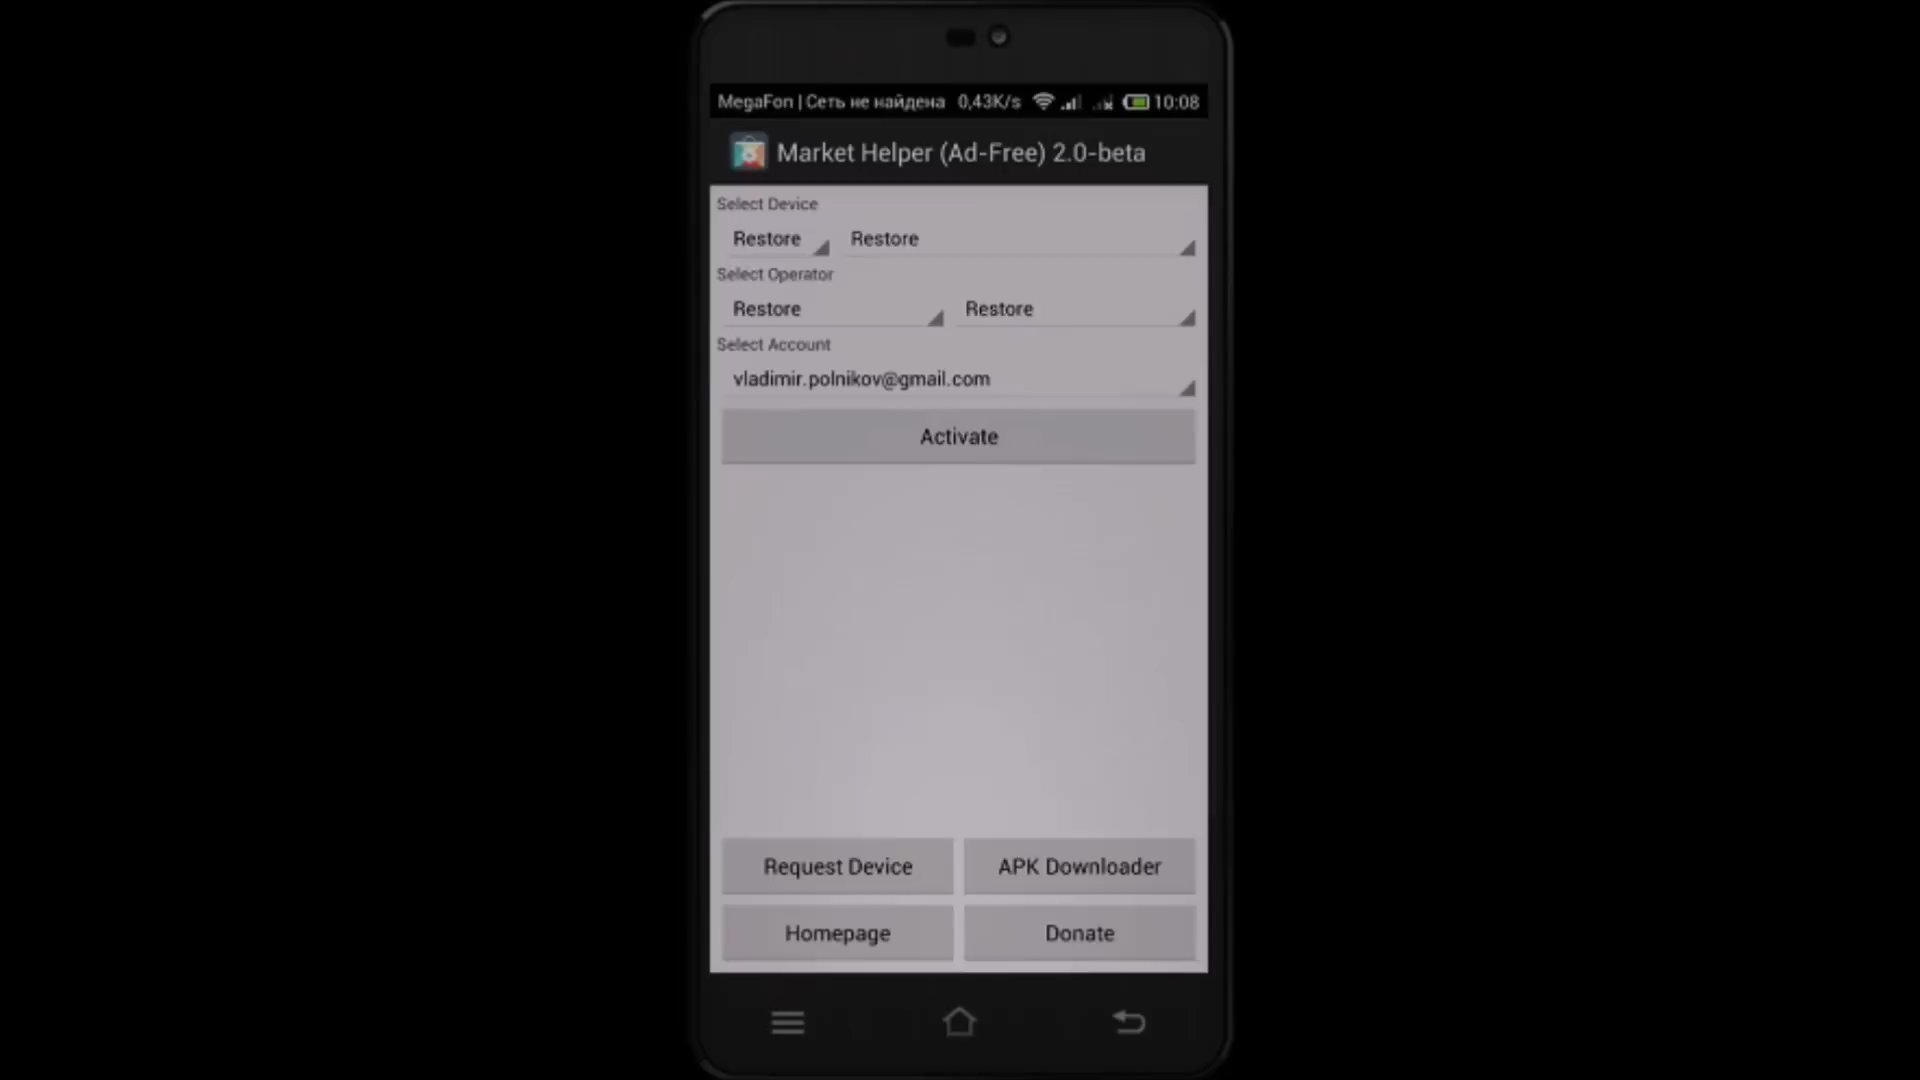 MegaFon | Сеть не найдена 0,43K/s 10:08
Market Helper (Ad-Free) 2.0-beta
Select Device
Restore Restore
Select Operator
Restore Restore
Select Account
vladimir.polnikov@gmail.com
Activate
Request Device APK Downloader
Homepage Donate